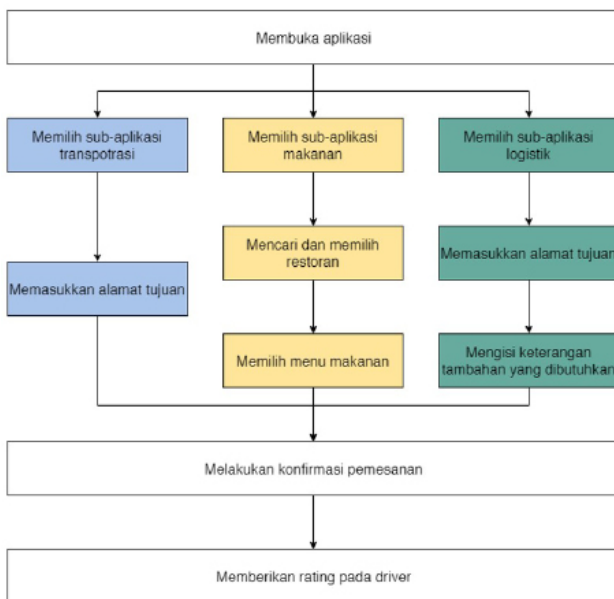 Membuka aplikasi
Memilih sub-aplikasi
transpotrasi
Memilih sub-aplikasi
makanan
Memilih sub-aplikasi
logistik
Mencari dan memilih
restoran
Memasukkan alamat tujuan
Memasukkan alamat tujuan
Memilih menu makanan
Mengisi keterangan
tambahan yang dibutuhkan
Melakukan konfirmasi pemesanan
Memberikan rating pada driver